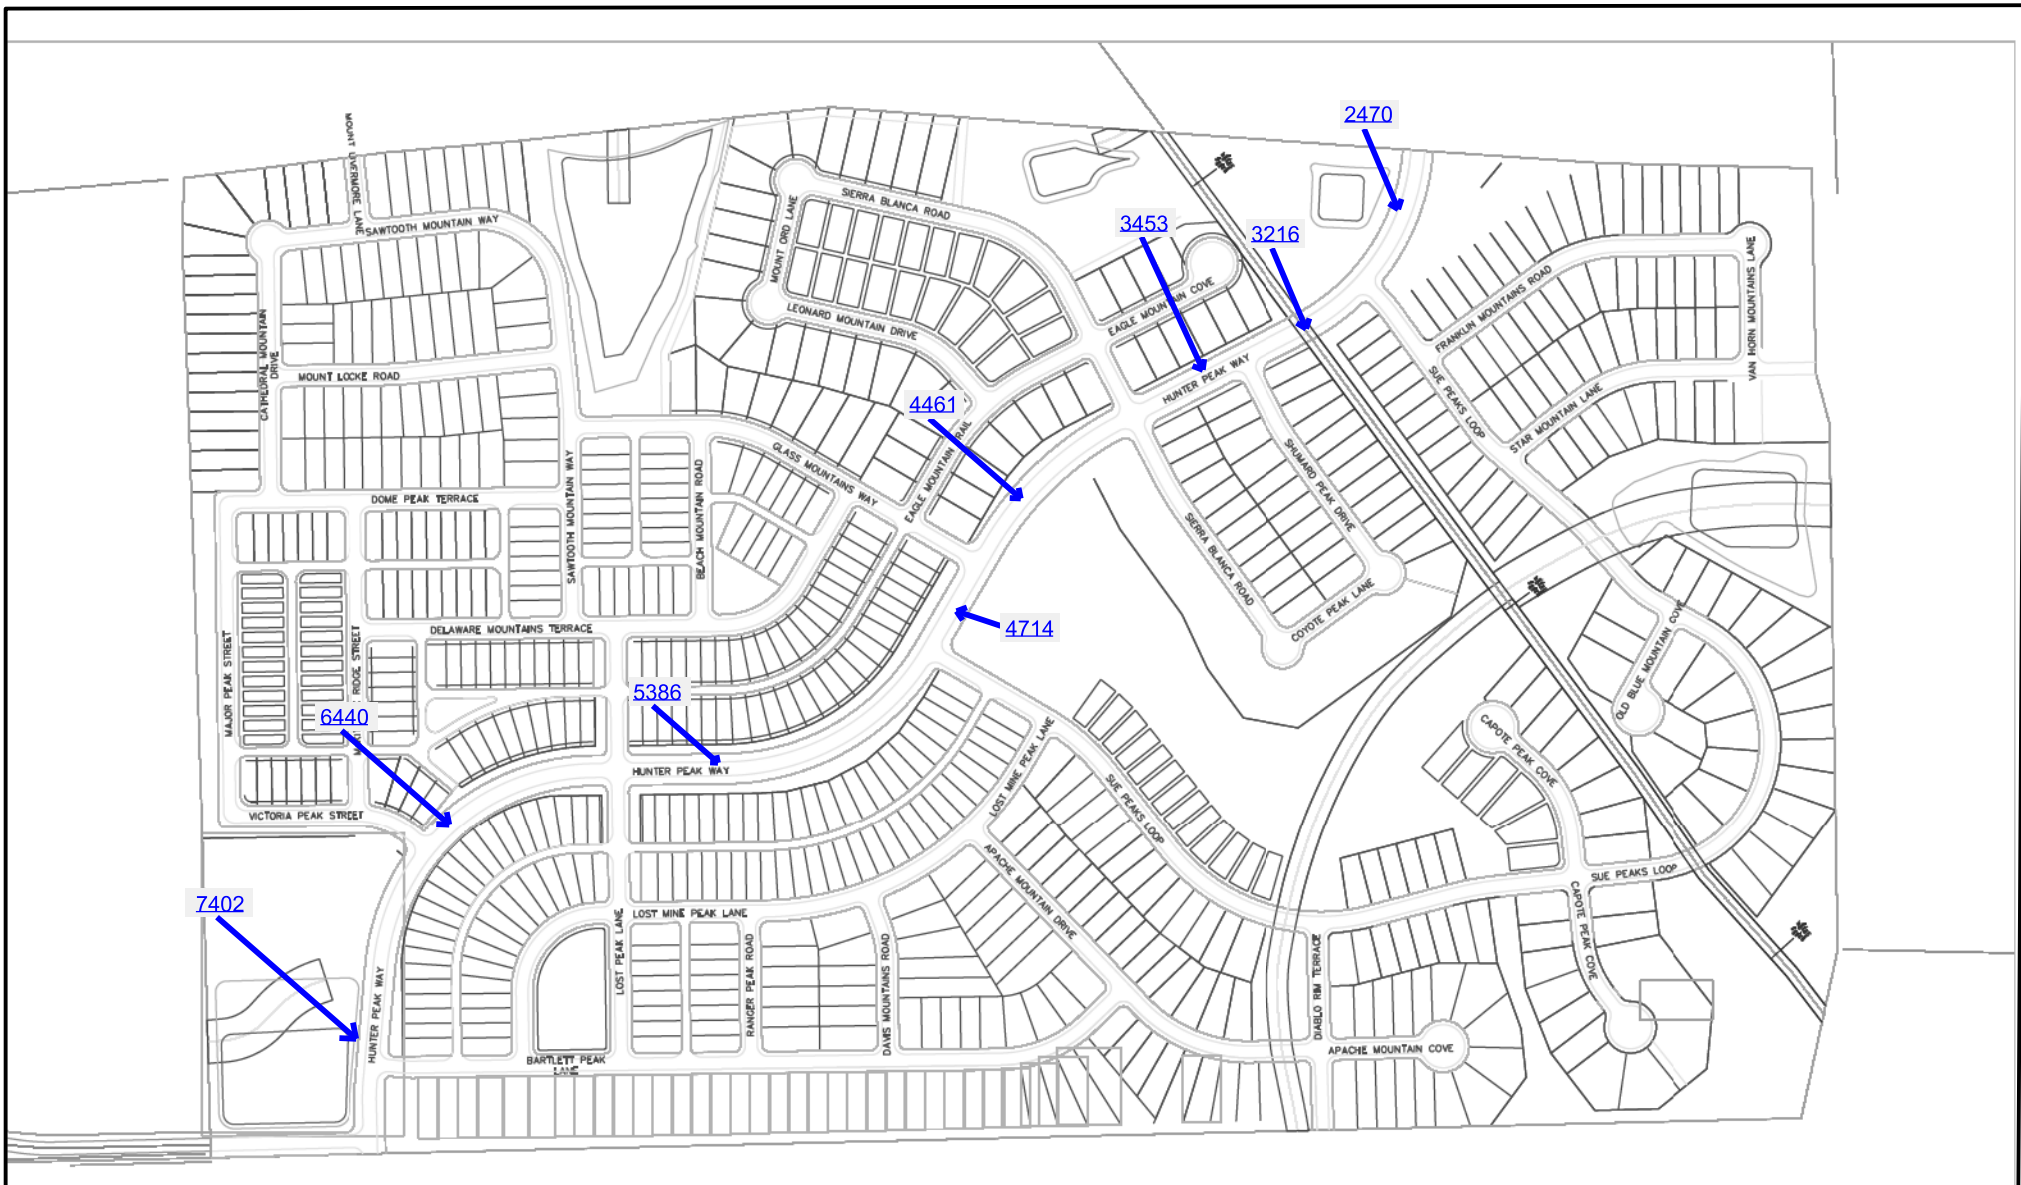 2470
3453
3216
MOUNT LIVERMORE LANE
SAWTOOTH MOUNTAIN WAY
SIERRA BLANCA ROAD
MOUNT ORD LANE
LEONARD MOUNTAIN DRIVE
EAGLE MOUNTAIN COVE
HUNTER PEAK WAY
FRANKLIN MOUNTAINS ROAD
VAN HORN MOUNTAINS LANE
SUE PEAKS LOOP
STAR MOUNTAIN LANE
CATHEDRAL MOUNTAIN
DRIVE
MOUNT LOCKE ROAD
4461
GLASS MOUNTAINS WAY
EAGLE MOUNTAIN TRAIL
SHUMARD PEAK DRIVE
SIERRA BLANCA ROAD
COYOTE PEAK LANE
DOME PEAK TERRACE
SAWTOOTH MOUNTAIN WAY
BEACH MOUNTAIN ROAD
DELAWARE MOUNTAINS TERRACE
4714
MAJOR PEAK STREET
RIDGE STREET
5386
6440
HUNTER PEAK WAY
OLD BLUE MOUNTAIN COVE
CAPOTE PEAK COVE
LOST MINE PEAK LANE
SUE PEAKS LOOP
VICTORIA PEAK STREET
APACHE MOUNTAIN DRIVE
SUE PEAKS LOOP
CAPOTE PEAK COVE
7402
LOST MINE PEAK LANE
LOST PEAK LANE
RANGER PEAK ROAD
DAVIS MOUNTAINS ROAD
DIABLO RIM TERRACE
HUNTER PEAK WAY
APACHE MOUNTAIN COVE
BARTLETT PEAK
LANE